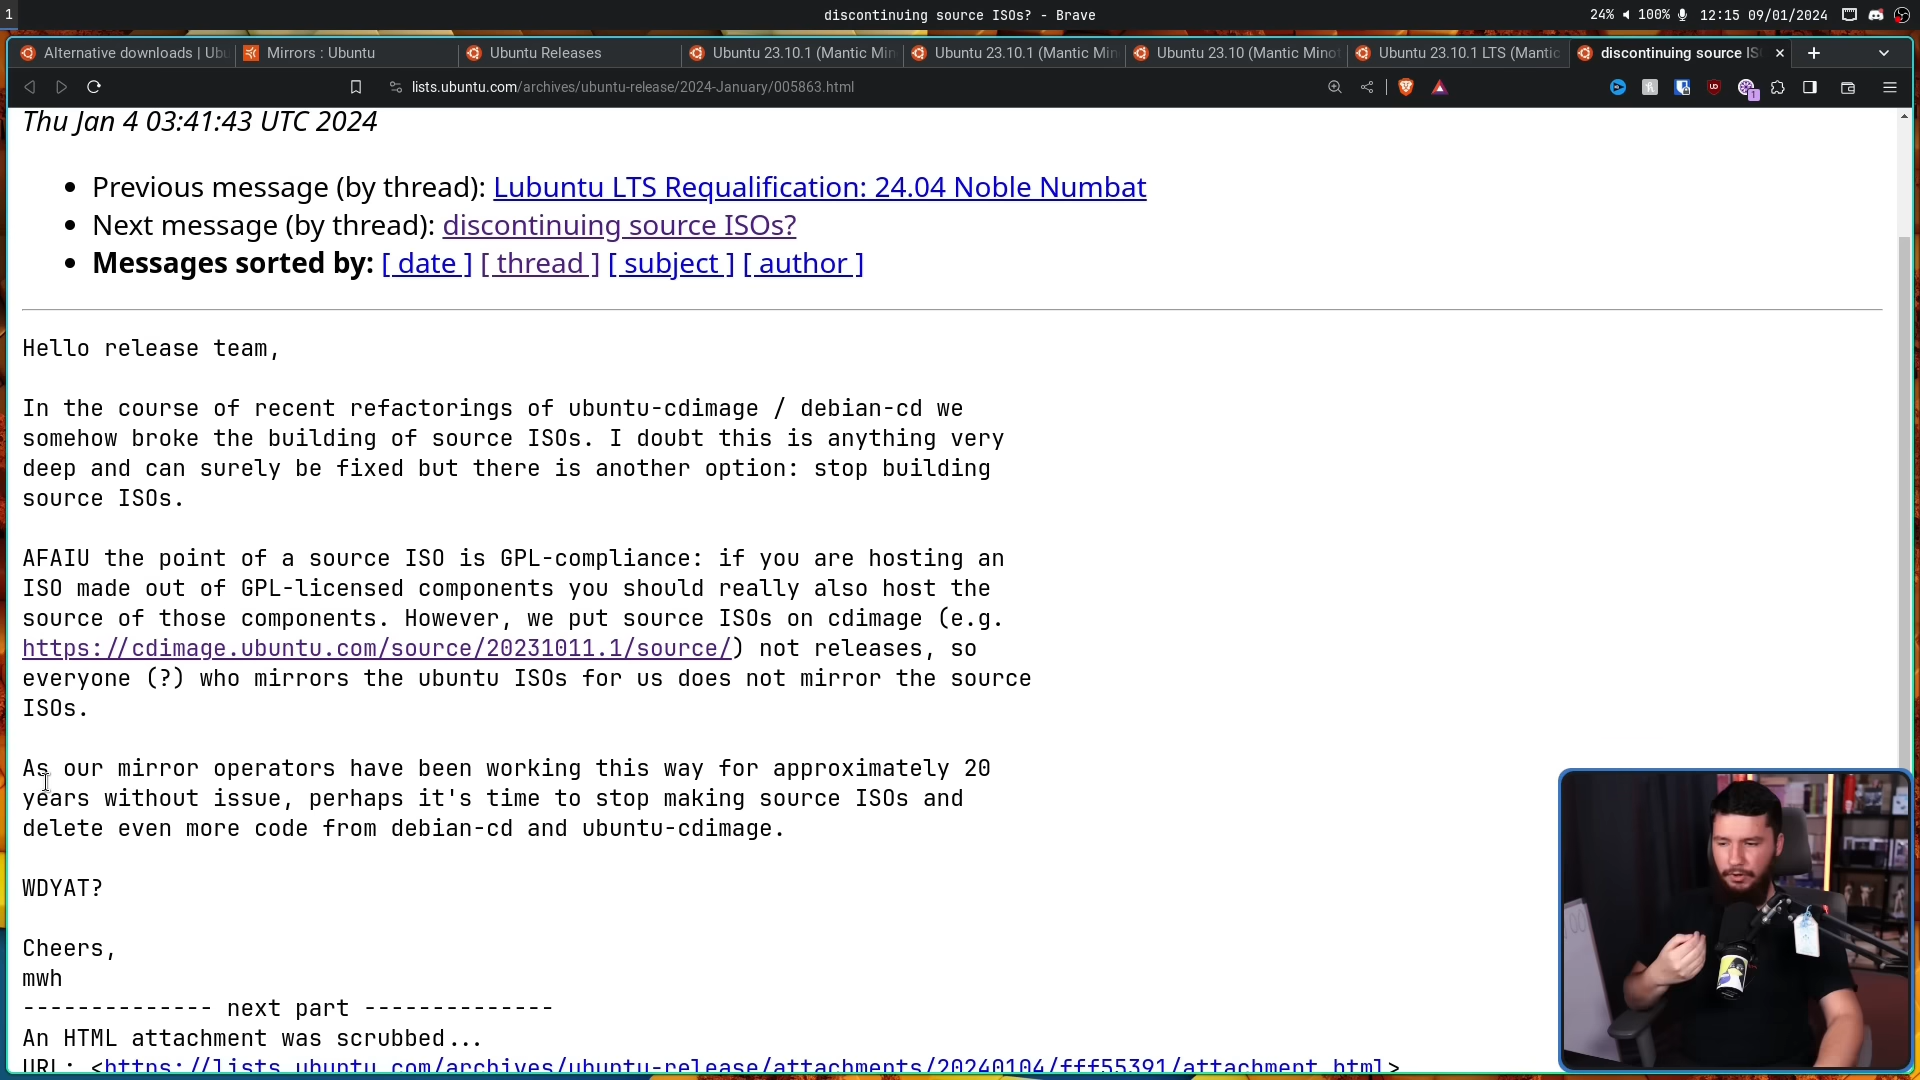 1
discontinuing source ISOs? - Brave
24% 100% 12:15 09/01/2024
Alternative downloads | Ubu
Mirrors : Ubuntu
Ubuntu Releases
Ubuntu 23.10.1 (Mantic Min
Ubuntu 23.10.1 (Mantic Min
Ubuntu 23.10 (Mantic Minot
Ubuntu 23.10.1 LTS (Mantic
discontinuing source IS
lists.ubuntu.com/archives/ubuntu-release/2024-January/005863.html
1
Thu Jan 4 03:41:43 UTC 2024
• Previous message (by thread): Lubuntu LTS Requalification: 24.04 Noble Numbat
• Next message (by thread): discontinuing source ISOs?
• Messages sorted by: [ date ] [ thread ] [ subject ] [ author ]
Hello release team,
In the course of recent refactorings of ubuntu-cdimage / debian-cd we
somehow broke the building of source ISOs. I doubt this is anything very
deep and can surely be fixed but there is another option: stop building
source ISOs.
AFAIU the point of a source ISO is GPL-compliance: if you are hosting an
ISO made out of GPL-licensed components you should really also host the
source of those components. However, we put source ISOs on cdimage (e.g.
https://cdimage.ubuntu.com/source/20231011.1/source/) not releases, so
everyone (?) who mirrors the ubuntu ISOs for us does not mirror the source
ISOs.
As our mirror operators have been working this way for approximately 20
years without issue, perhaps it's time to stop making source ISOs and
delete even more code from debian-cd and ubuntu-cdimage.
WDYAT?
Cheers,
mwh
-------------- next part --------------
An HTML attachment was scrubbed...
URL: <https://lists.ubuntu.com/archives/ubuntu-release/attachments/20240104/fff55391/attachment.html>